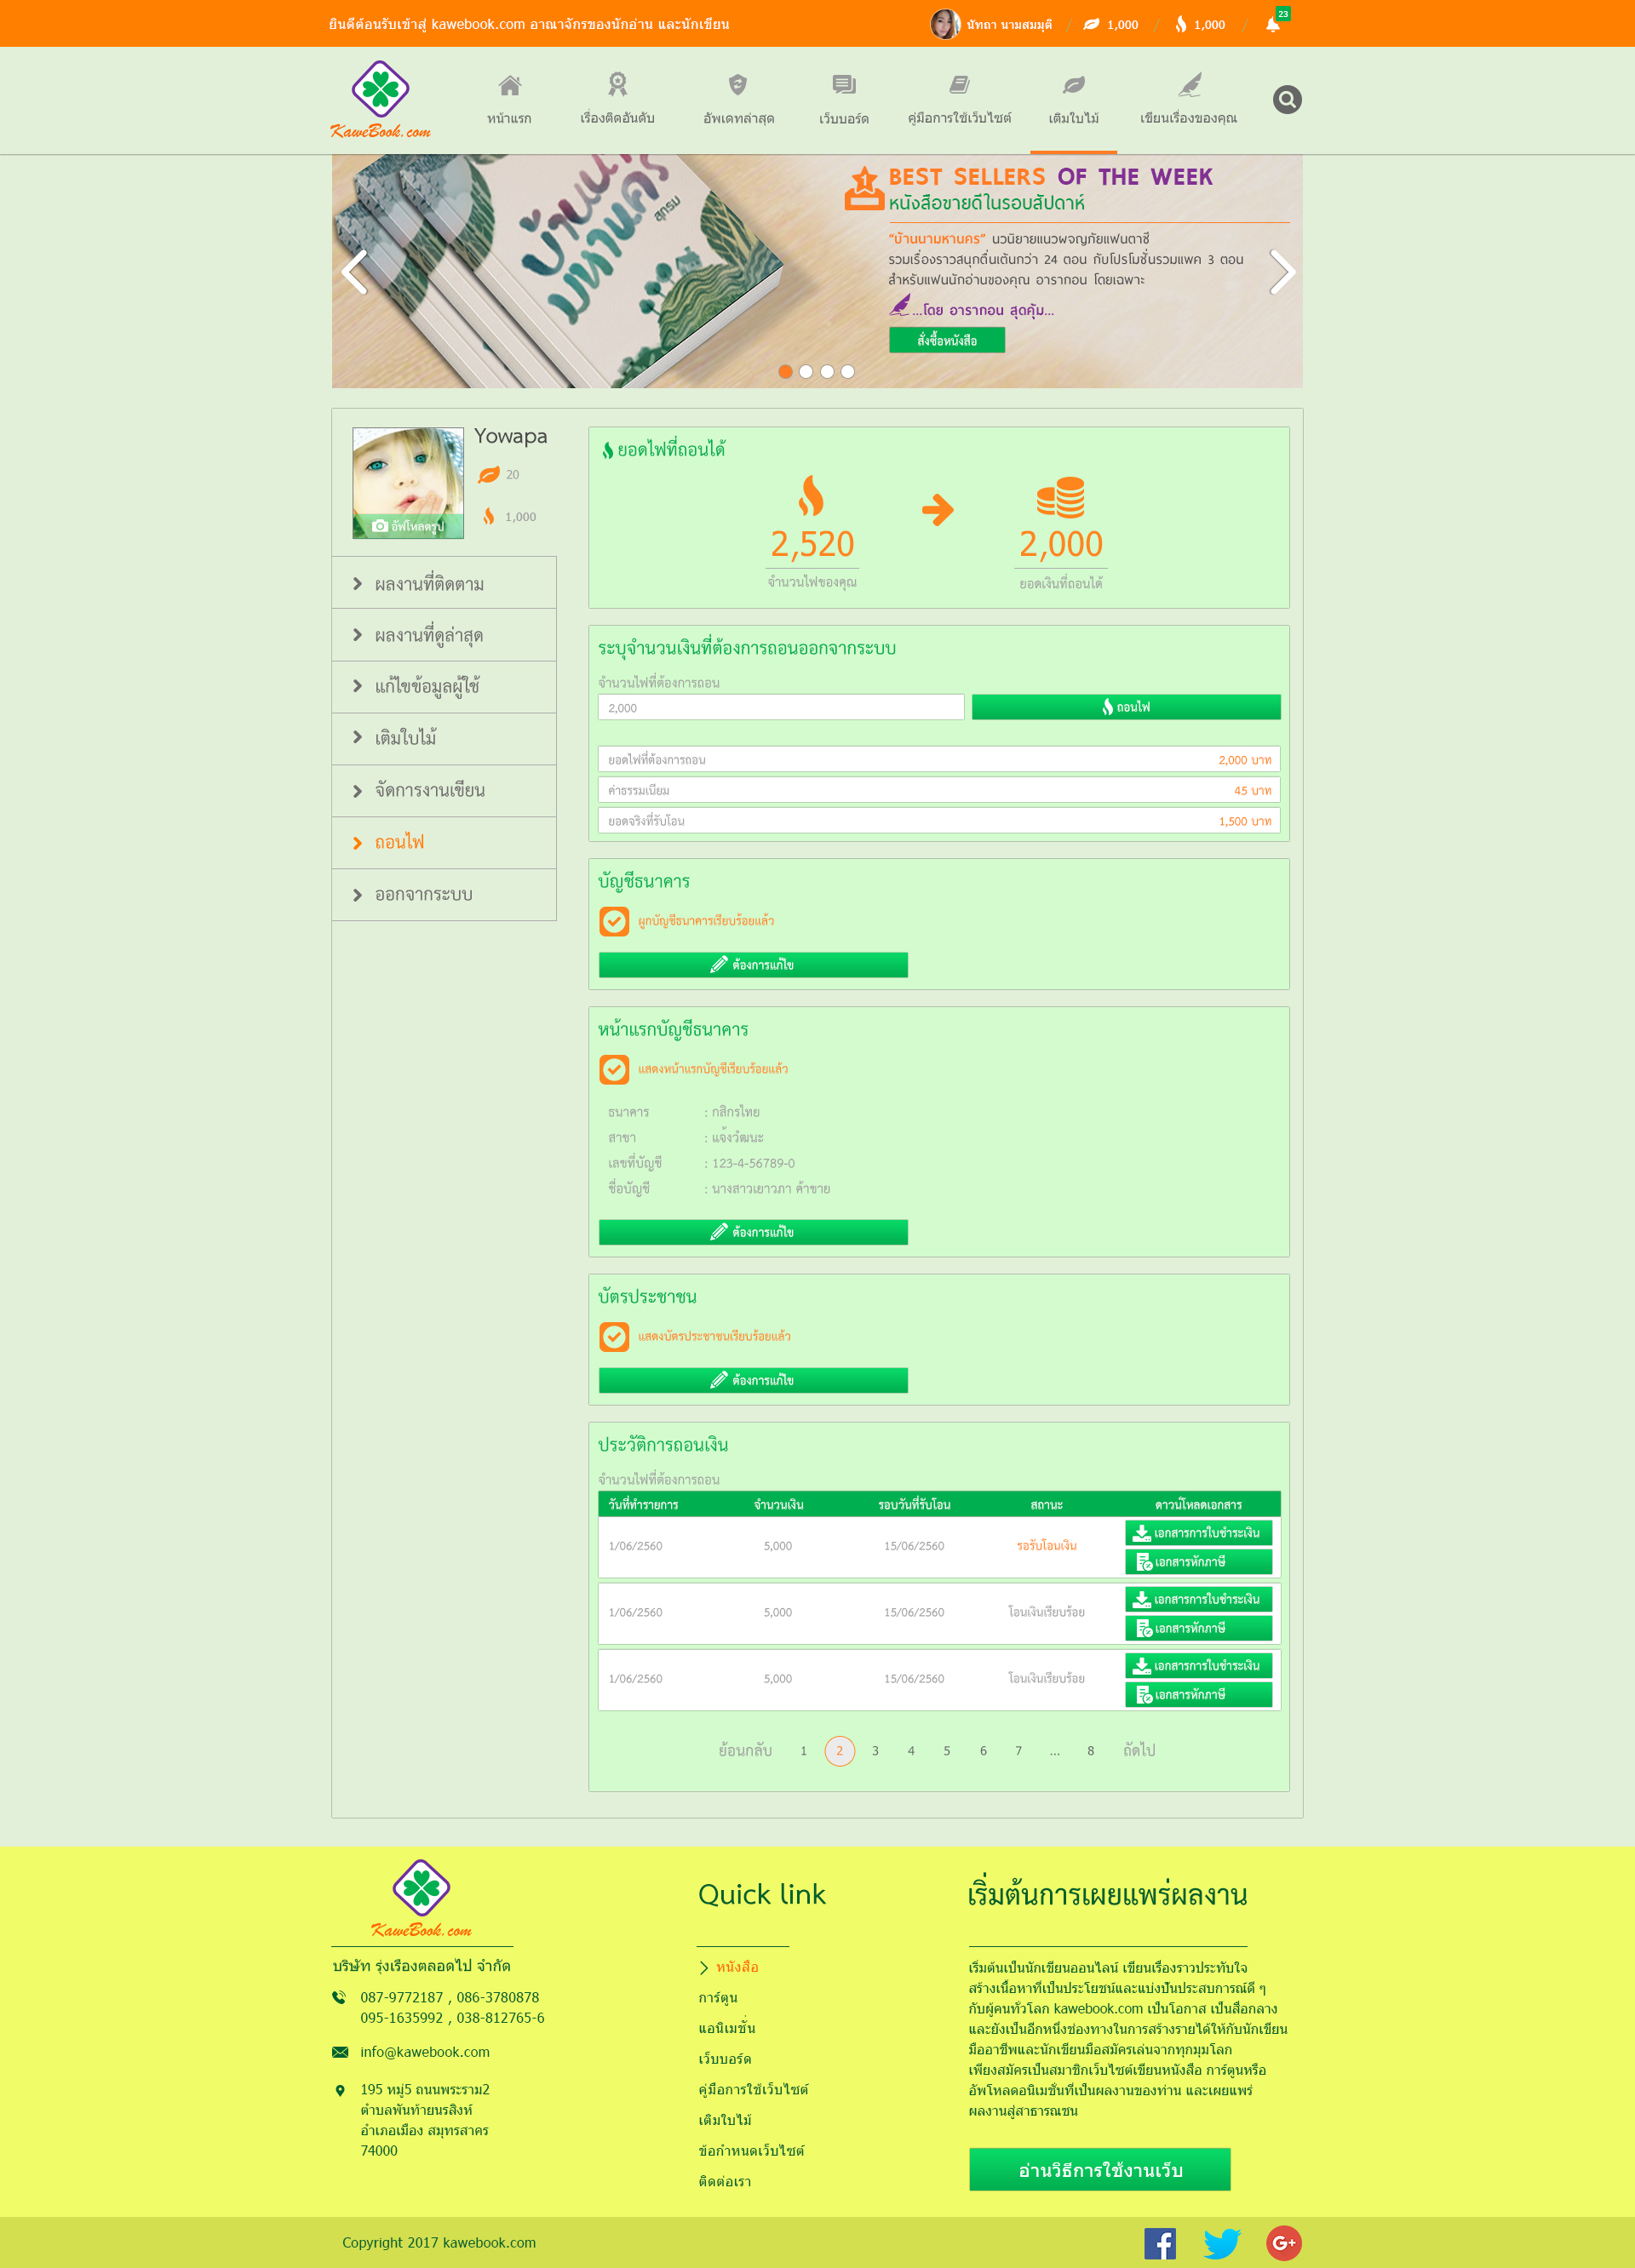 ยินดีต้อนรับเข้าสู่ kawebook.com อาณาจักรของนักอ่าน และนักเขียน
นัทถา นามสมมุติ / 1,000 / 1,000 / 23
KaweBook.com
หน้าแรก
เรื่องติดอันดับ
อัพเดทล่าสุด
เว็บบอร์ด
คู่มือการใช้เว็บไซต์
เติมใบไม้
เขียนเรื่องของคุณ
บ้านนามมหานคร
สุกรม
1
BEST SELLERS OF THE WEEK
หนังสือขายดีในรอบสัปดาห์
“บ้านนามหานคร” นวนิยายแนวผจญภัยแฟนตาซี
รวมเรื่องราวสนุกตื่นเต้นกว่า 24 ตอน กับโปรโมชั่นรวมแพค 3 ตอน
สำหรับแฟนนักอ่านของคุณ อารากอน โดยเฉพาะ
...โดย อารากอน สุดคุ้ม...
สั่งซื้อหนังสือ
Yowapa
20
1,000
อัพโหลดรูป
ผลงานที่ติดตาม
ผลงานที่ดูล่าสุด
แก้ไขข้อมูลผู้ใช้
เติมใบไม้
จัดการงานเขียน
ถอนไฟ
ออกจากระบบ
ยอดไฟที่ถอนได้
2,520
จำนวนไฟของคุณ
2,000
ยอดเงินที่ถอนได้
ระบุจำนวนเงินที่ต้องการถอนออกจากระบบ
จำนวนไฟที่ต้องการถอน
2,000
ถอนไฟ
ยอดไฟที่ต้องการถอน 2,000 บาท
ค่าธรรมเนียม 45 บาท
ยอดจริงที่รับโอน 1,500 บาท
บัญชีธนาคาร
ผูกบัญชีธนาคารเรียบร้อยแล้ว
ต้องการแก้ไข
หน้าแรกบัญชีธนาคาร
แสดงหน้าแรกบัญชีเรียบร้อยแล้ว
ธนาคาร : กสิกรไทย
สาขา : แจ้งวัฒนะ
เลขที่บัญชี : 123-4-56789-0
ชื่อบัญชี : นางสาวเยาวภา ค้าขาย
ต้องการแก้ไข
บัตรประชาชน
แสดงบัตรประชาชนเรียบร้อยแล้ว
ต้องการแก้ไข
ประวัติการถอนเงิน
จำนวนไฟที่ต้องการถอน
วันที่ทำรายการ จำนวนเงิน รอบวันที่รับโอน สถานะ ดาวน์โหลดเอกสาร
1/06/2560 5,000 15/06/2560 รอรับโอนเงิน
เอกสารการใบชำระเงิน
เอกสารหักภาษี
1/06/2560 5,000 15/06/2560 โอนเงินเรียบร้อย
เอกสารการใบชำระเงิน
เอกสารหักภาษี
1/06/2560 5,000 15/06/2560 โอนเงินเรียบร้อย
เอกสารการใบชำระเงิน
เอกสารหักภาษี
ย้อนกลับ 1 2 3 4 5 6 7 ... 8 ถัดไป
KaweBook.com
บริษัท รุ่งเรืองตลอดไป จำกัด
087-9772187 , 086-3780878
095-1635992 , 038-812765-6
info@kawebook.com
195 หมู่5 ถนนพระราม2
ตำบลพันท้ายนรสิงห์
อำเภอเมือง สมุทรสาคร
74000
Quick link
หนังสือ
การ์ตูน
แอนิเมชั่น
เว็บบอร์ด
คู่มือการใช้เว็บไซต์
เติมใบไม้
ข้อกำหนดเว็บไซต์
ติดต่อเรา
เริ่มต้นการเผยแพร่ผลงาน
เริ่มต้นเป็นนักเขียนออนไลน์ เขียนเรื่องราวประทับใจ
สร้างเนื้อหาที่เป็นประโยชน์และแบ่งปันประสบการณ์ดี ๆ
กับผู้คนทั่วโลก kawebook.com เป็นโอกาส เป็นสื่อกลาง
และยังเป็นอีกหนึ่งช่องทางในการสร้างรายได้ให้กับนักเขียน
มืออาชีพและนักเขียนมือสมัครเล่นจากทุกมุมโลก
เพียงสมัครเป็นสมาชิกเว็บไซต์เขียนหนังสือ การ์ตูนหรือ
อัพโหลดอนิเมชั่นที่เป็นผลงานของท่าน และเผยแพร่
ผลงานสู่สาธารณชน
อ่านวิธีการใช้งานเว็บ
Copyright 2017 kawebook.com